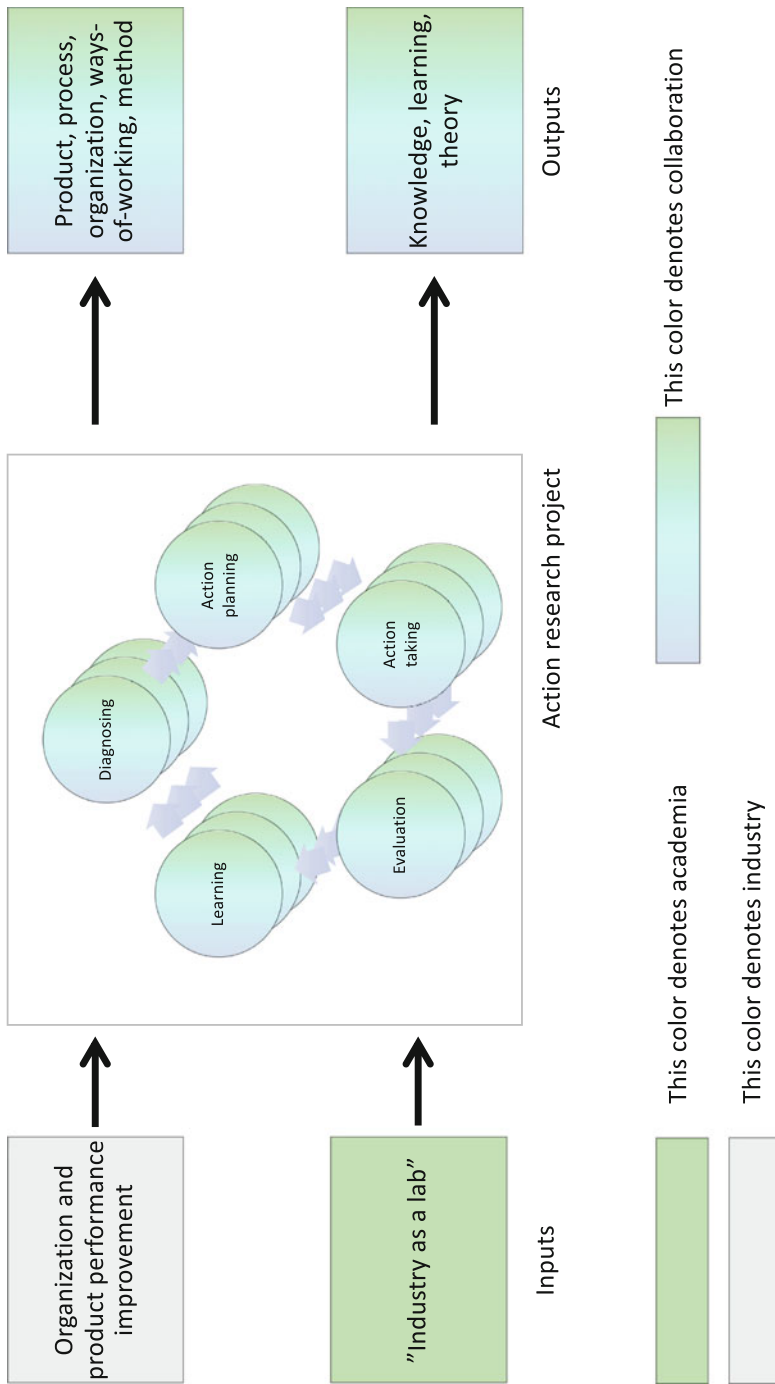 Organization and
product performance
improvement
”Industry as a lab”
Inputs
Diagnosing
Action
planning
Action
taking
Evaluation
Learning
Action research project
Product, process,
organization, ways-
of-working, method
Knowledge, learning,
theory
Outputs
This color denotes academia
This color denotes industry
This color denotes collaboration